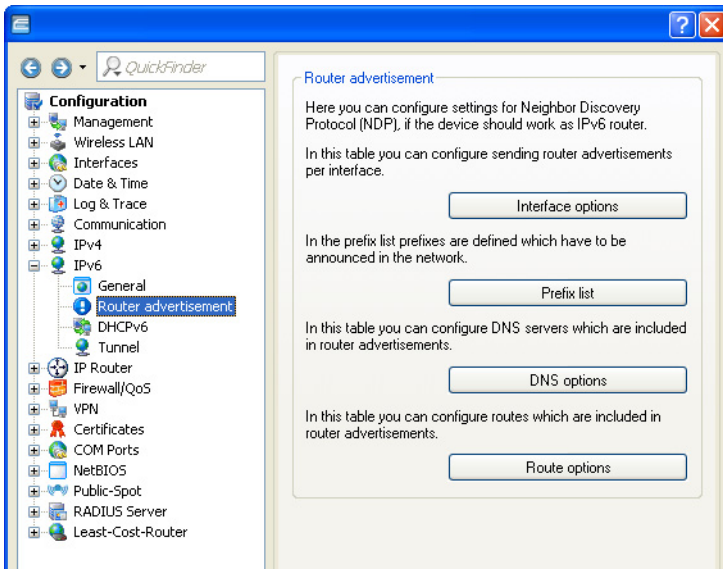 QuickFinder
Configuration
Management
Wireless LAN
Interfaces
Date & Time
Log & Trace
Communication
IPv4
IPv6
General
Router advertisement
DHCPv6
Tunnel
IP Router
Firewall/QoS
VPN
Certificates
COM Ports
NetBIOS
Public-Spot
RADIUS Server
Least-Cost-Router
Router advertisement
Here you can configure settings for Neighbor Discovery
Protocol (NDP), if the device should work as IPv6 router.
In this table you can configure sending router advertisements
per interface.
Interface options
In the prefix list prefixes are defined which have to be
announced in the network.
Prefix list
In this table you can configure DNS servers which are included
in router advertisements.
DNS options
In this table you can configure routes which are included in
router advertisements.
Route options